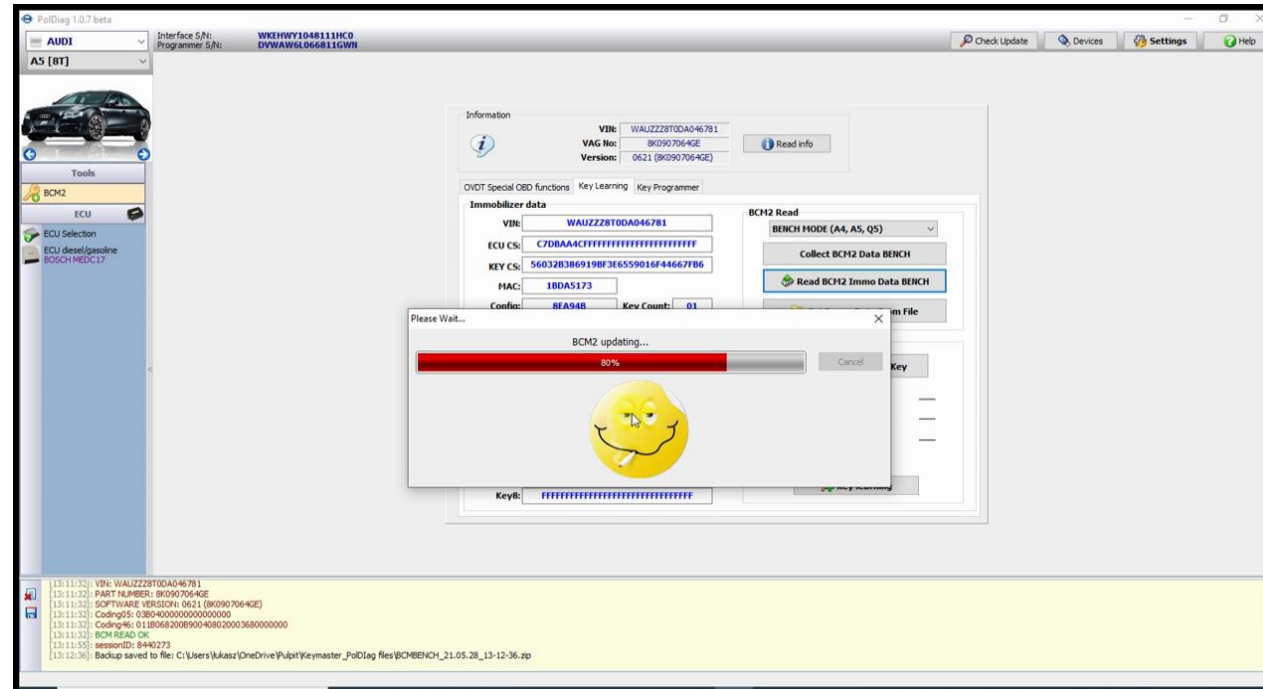 PolDiag 1.0.7 beta
AUDI
Interface S/N: WKEHWY1048111HC0
Programmer S/N: DVWAW6L066811GWN
Check Update
Devices
Settings
Help
A5 [8T]
Tools
BCM2
ECU
ECU Selection
ECU diesel/gasoline
BOSCH MEDC17
Information
VIN: WAUZZZ8T0DA046781
VAG No: 8K0907064GE
Version: 0621 (8K0907064GE)
Read info
OVDT Special OBD functions
Key Learning
Key Programmer
Immobilizer data
VIN: WAUZZZ8T0DA046781
ECU CS: C7DBAA4CFFFFFFFFFFFFFFFFFFFFFFFF
KEY CS: 56032B386919BF3E6559016F44667FB6
MAC: 1BDA5173
Config: 8EA94B Key Count: 01
BCM2 Read
BENCH MODE (A4, A5, Q5)
Collect BCM2 Data BENCH
Read BCM2 Immo Data BENCH
File
Please Wait...
BCM2 updating...
80%
Cancel
Key
Key8: FFFFFFFFFFFFFFFFFFFFFFFFFFFFFFFF
[13:11:32]: VIN: WAUZZZ8T0DA046781
[13:11:32]: PART NUMBER: 8K0907064GE
[13:11:32]: SOFTWARE VERSION: 0621 (8K0907064GE)
[13:11:32]: Coding05: 03B0400000000000000
[13:11:32]: Coding46: 011B068200B90040802000368000000
[13:11:32]: BCM READ OK
[13:11:55]: sessionID: 8440273
[13:12:36]: Backup saved to file: C:\Users\lukasz\OneDrive\Pulpit\Keymaster_PolDIag files\BCMBENCH_21.05.28_13-12-36.zip